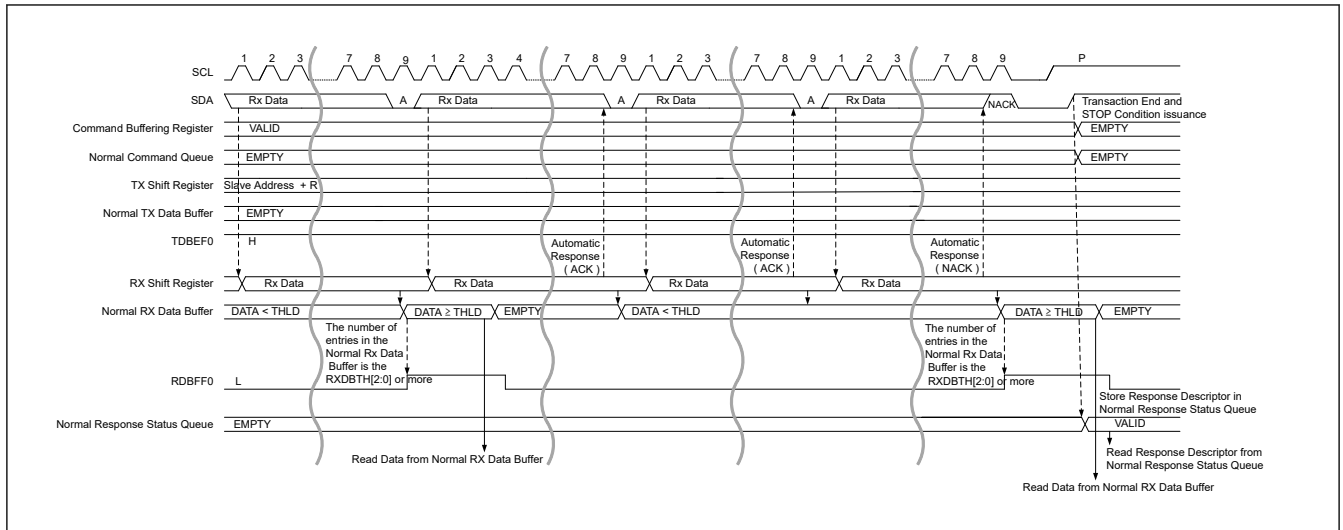 1 2 3 7 8 9 1 2 3 4 7 8 9 1 2 3 7 8 9 1 2 3 7 8 9 P
SCL
SDA Rx Data A Rx Data A Rx Data A Rx Data NACK Transaction End and
STOP Condition issuance
Command Buffering Register VALID EMPTY
Normal Command Queue EMPTY EMPTY
TX Shift Register Slave Address + R
Normal TX Data Buffer EMPTY
TDBEF0 H
Automatic
Response
( ACK )
Automatic
Response
( ACK )
Automatic
Response
( NACK )
RX Shift Register Rx Data Rx Data Rx Data Rx Data
Normal RX Data Buffer DATA < THLD DATA ≥ THLD EMPTY DATA < THLD DATA ≥ THLD EMPTY
The number of
entries in the
Normal Rx Data
Buffer is the
RXDBTH[2:0] or more
The number of
entries in the
Normal Rx Data
Buffer is the
RXDBTH[2:0] or more
RDBFF0 L
Store Response Descriptor in
Normal Response Status Queue
Normal Response Status Queue EMPTY VALID
Read Data from Normal RX Data Buffer
Read Response Descriptor from
Normal Response Status Queue
Read Data from Normal RX Data Buffer